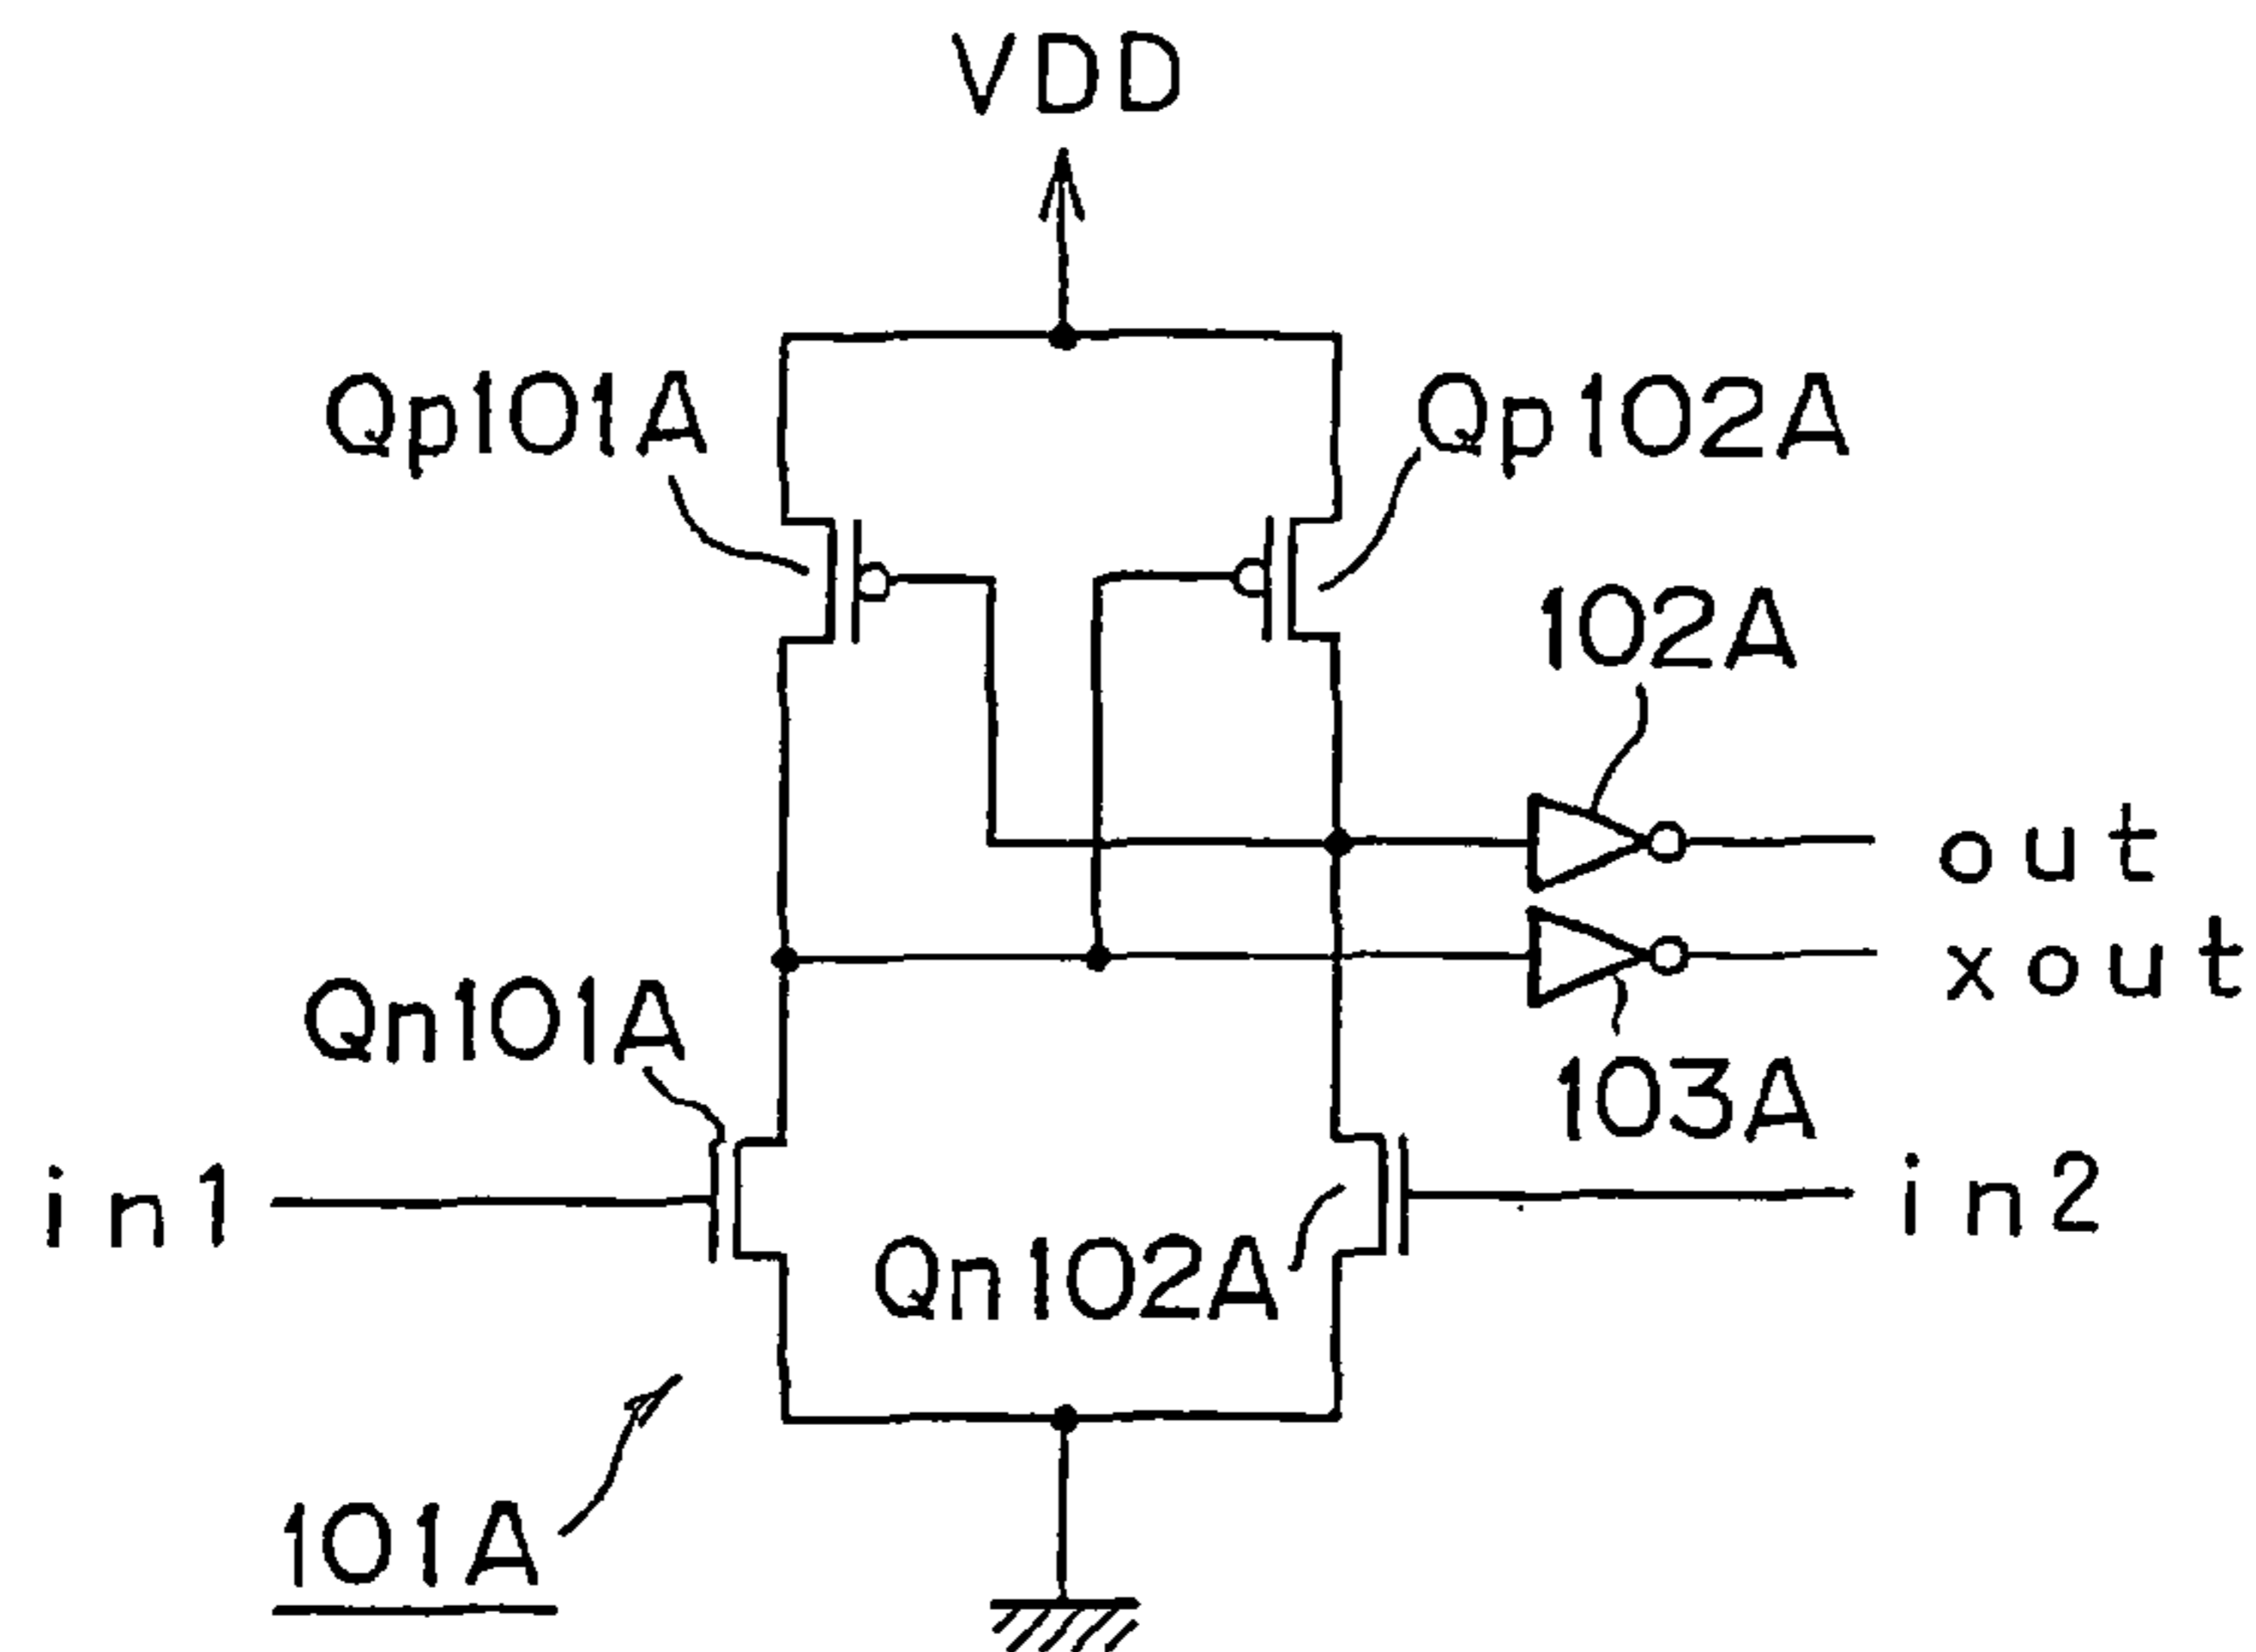 VDD
Qp101A
Qp102A
102A
out
xout
Qn101A
103A
in1
in2
Qn102A
101A